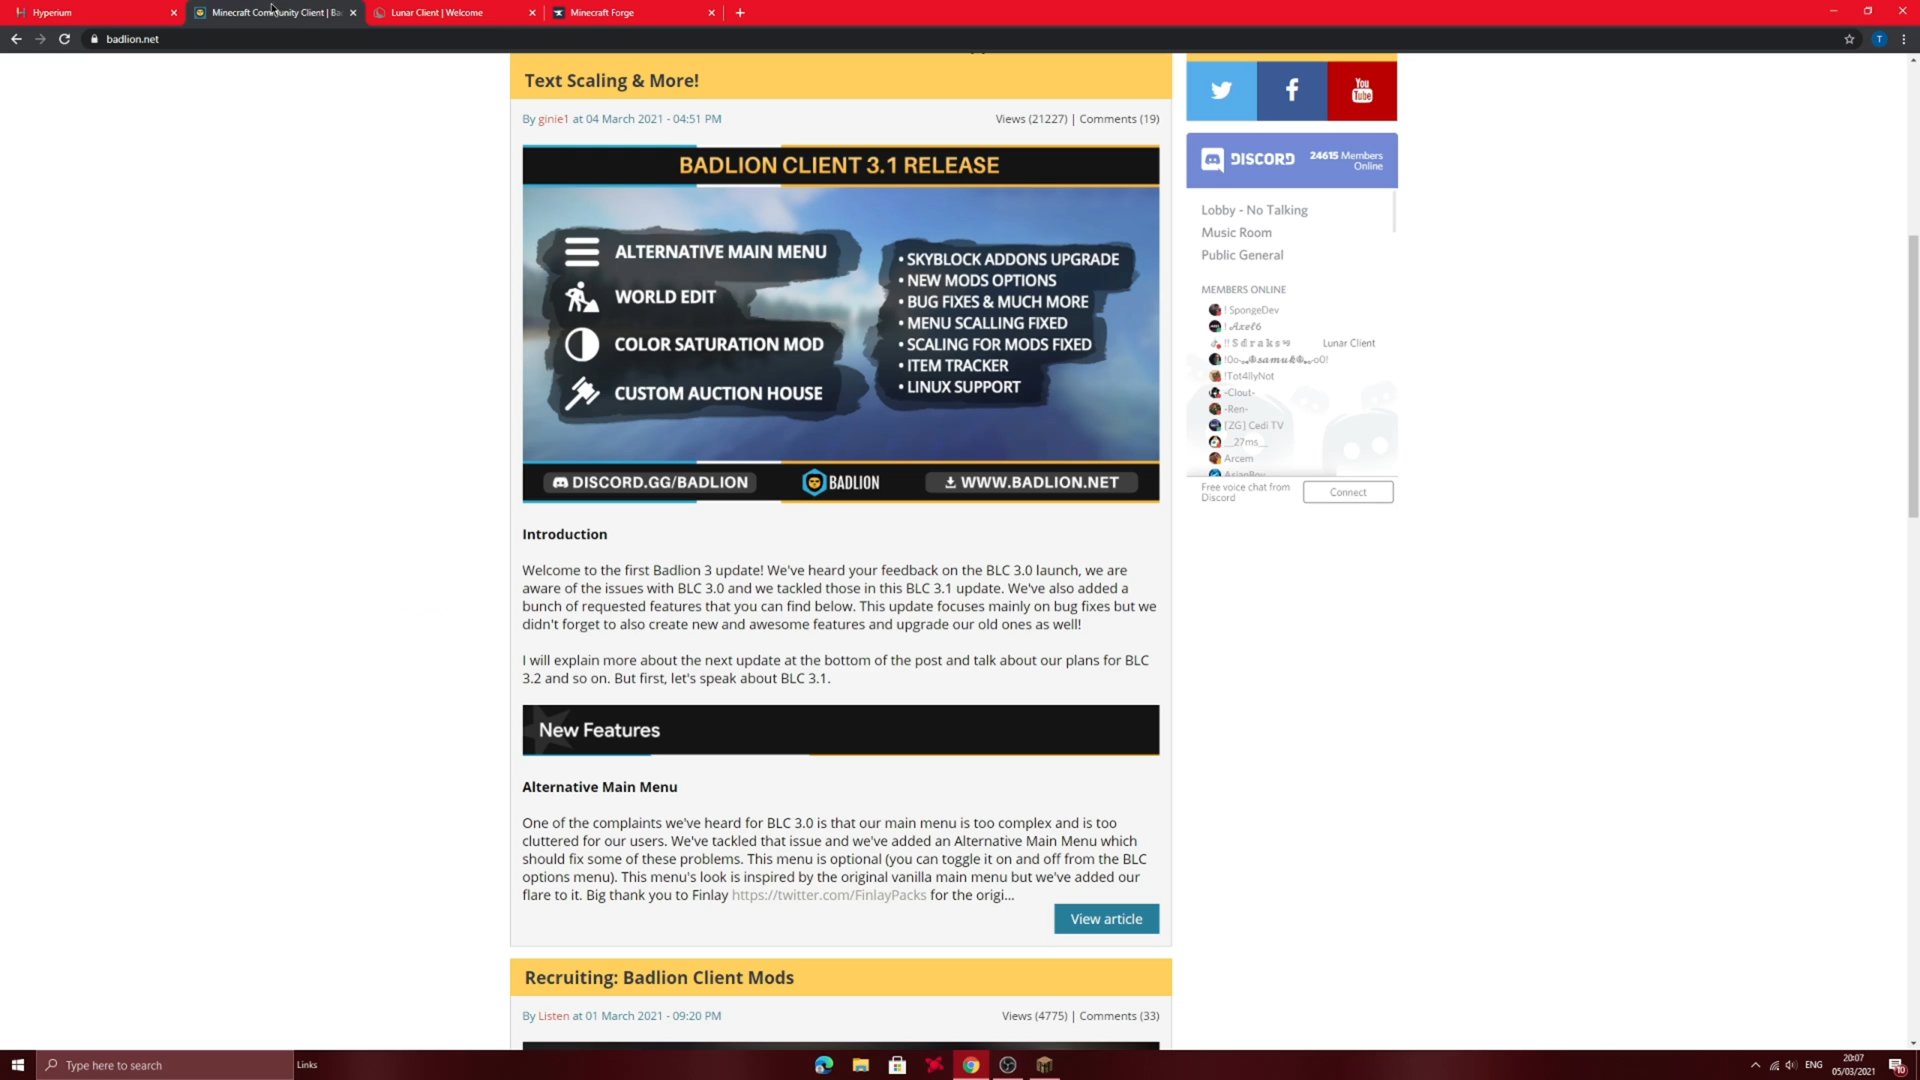 Hyperium
Minecraft Community Client | Ba
Lunar Client | Welcome
Minecraft Forge
badlion.net
T
Text Scaling & More!
By ginie1 at 04 March 2021 - 04:51 PM
Views (21227) | Comments (19)
BADLION CLIENT 3.1 RELEASE
ALTERNATIVE MAIN MENU
WORLD EDIT
COLOR SATURATION MOD
CUSTOM AUCTION HOUSE
• SKYBLOCK ADDONS UPGRADE
• NEW MODS OPTIONS
• BUG FIXES & MUCH MORE
• MENU SCALLING FIXED
• SCALING FOR MODS FIXED
• ITEM TRACKER
• LINUX SUPPORT
DISCORD.GG/BADLION
BADLION
WWW.BADLION.NET
Introduction
Welcome to the first Badlion 3 update! We've heard your feedback on the BLC 3.0 launch, we are
aware of the issues with BLC 3.0 and we tackled those in this BLC 3.1 update. We've also added a
bunch of requested features that you can find below. This update focuses mainly on bug fixes but we
didn't forget to also create new and awesome features and upgrade our old ones as well!
I will explain more about the next update at the bottom of the post and talk about our plans for BLC
3.2 and so on. But first, let's speak about BLC 3.1.
New Features
Alternative Main Menu
One of the complaints we've heard for BLC 3.0 is that our main menu is too complex and is too
cluttered for our users. We've tackled that issue and we've added an Alternative Main Menu which
should fix some of these problems. This menu is optional (you can toggle it on and off from the BLC
options menu). This menu's look is inspired by the original vanilla main menu but we've added our
flare to it. Big thank you to Finlay https://twitter.com/FinlayPacks for the origi...
View article
Recruiting: Badlion Client Mods
By Listen at 01 March 2021 - 09:20 PM
Views (4775) | Comments (33)
You
Tube
DISCORD
24615 Members
Online
Lobby - No Talking
Music Room
Public General
MEMBERS ONLINE
! SpongeDev
! Axel6
Lunar Client
!Tot4llyNot
-Clout-
-Ren-
[ZG] Cedi TV
__27ms__
Arcem
AsianBoy
Free voice chat from
Discord
Connect
Type here to search
Links
ENG
20:07
05/03/2021